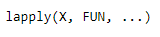 lapply(X, FUN, ...)